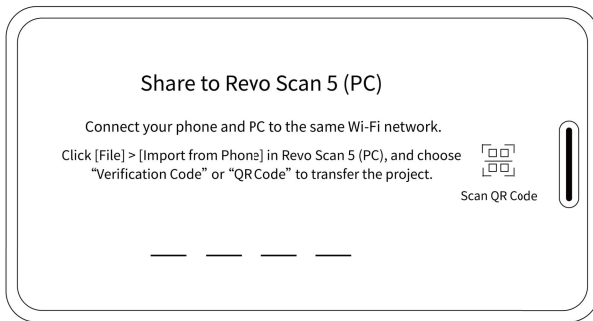 Share to Revo Scan 5 (PC)
Connect your phone and PC to the same Wi-Fi network.
Click [File] > [Import from Phone] in Revo Scan 5 (PC), and choose
“Verification Code” or “QR Code” to transfer the project.
Scan QR Code